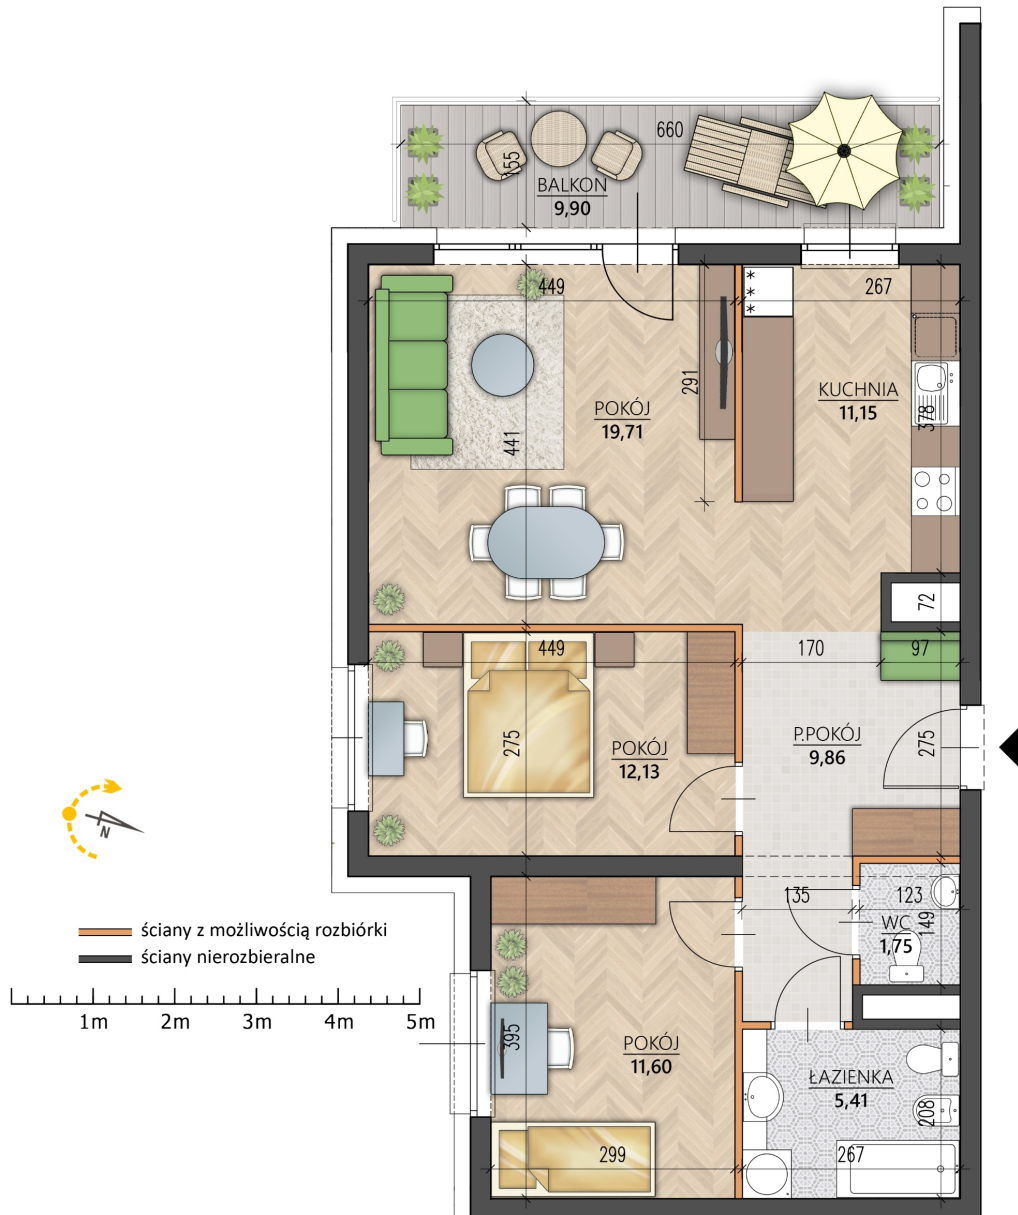 660
155
BALKON
9,90
449
267
291
KUCHNIA
11,15
378
POKÓJ
19,71
441
72
449
170
97
275
POKÓJ
12,13
P.POKÓJ
9,86
275
N
135
123
WC
1,75
149
ściany z możliwością rozbiórki
ściany nierozbieralne
1m 2m 3m 4m 5m
395
POKÓJ
11,60
ŁAZIENKA
5,41
208
299
267